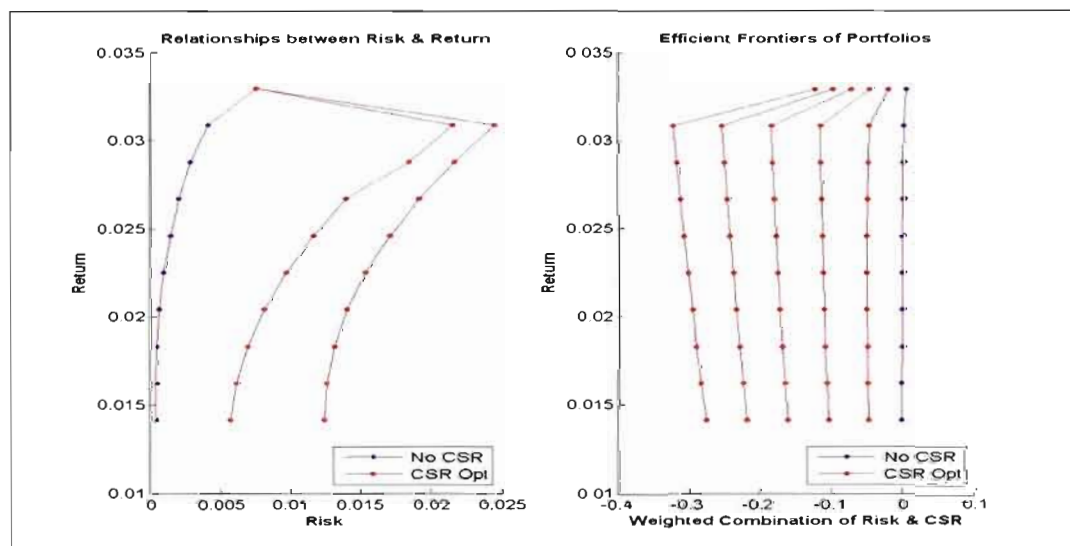 Relationships between Risk & Return
0.035
0.03
0.025
0.02
0.015
0.01
Return
0
0.005
0.01
0.015
0.02
0.025
Risk
No CSR
CSR Opt
Efficient Frontiers of Portfolios
0.035
0.03
0.025
0.02
0.015
0.01
Return
-0.4
-0.3
-0.2
-0.1
0
0.1
Weighted Combination of Risk & CSR
No CSR
CSR Opt